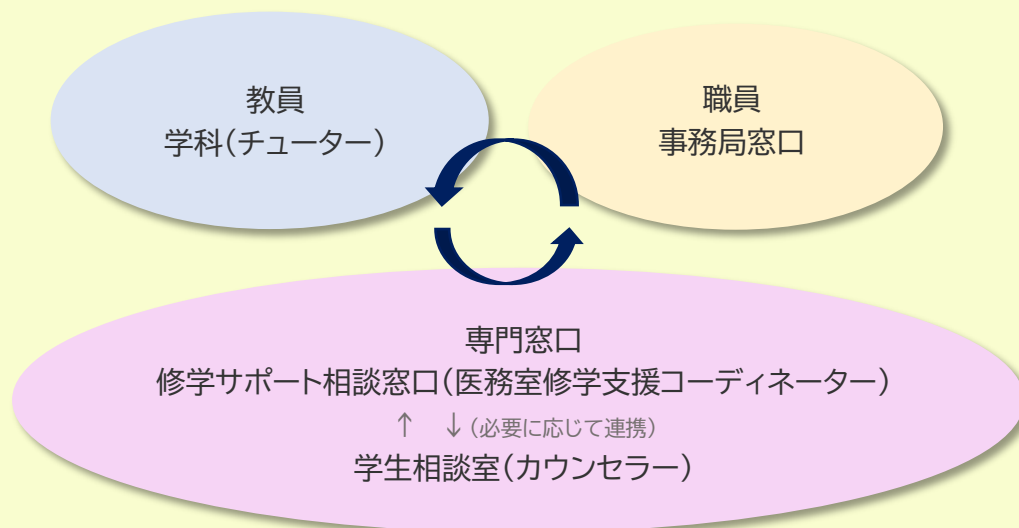 教員
学科(チューター)
職員
事務局窓口
専門窓口
修学サポート相談窓口(医務室修学支援コーディネーター)
↑ ↓(必要に応じて連携)
学生相談室(カウンセラー)